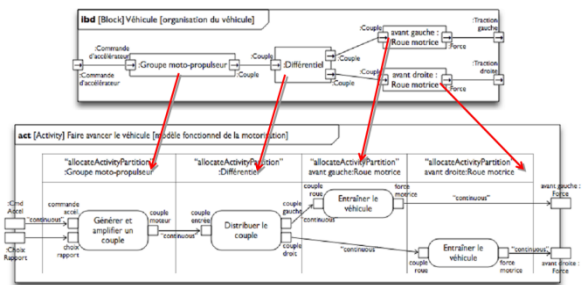 ibd [Block] Véhicule [organisation du véhicule]
:Commande
d'accélérateur
:Commande
d'accélérateur
:Groupe moto-propulseur
:Couple
:Couple
:Différentiel
:Couple
:Couple
:Couple
avant gauche :
Roue motrice
:Force
:Traction
gauche
:Couple
avant droite :
Roue motrice
:Force
:Traction
droite
act [Activity] Faire avancer le véhicule [modèle fonctionnel de la motorisation]
"allocateActivityPartition"
:Groupe moto-propulseur
"allocateActivityPartition"
:Différentiel
"allocateActivityPartition"
avant gauche:Roue motrice
"allocateActivityPartition
avant droite:Roue motrice
:Cmd
Accel
"continuous"
commande
accel
:Choix
Rapport
choix
rapport
Générer et
amplifier un
couple
couple
moteur
"continuous"
couple
entrée
Distribuer le
couple
couple
gauche
"continuous"
couple
droit
couple
roue
Entraîner le
véhicule
force
motrice
"continuous"
avant gauche :
Force
"continuous"
couple
roue
Entraîner le
véhicule
force
motrice
"continuous"
avant droite :
Force